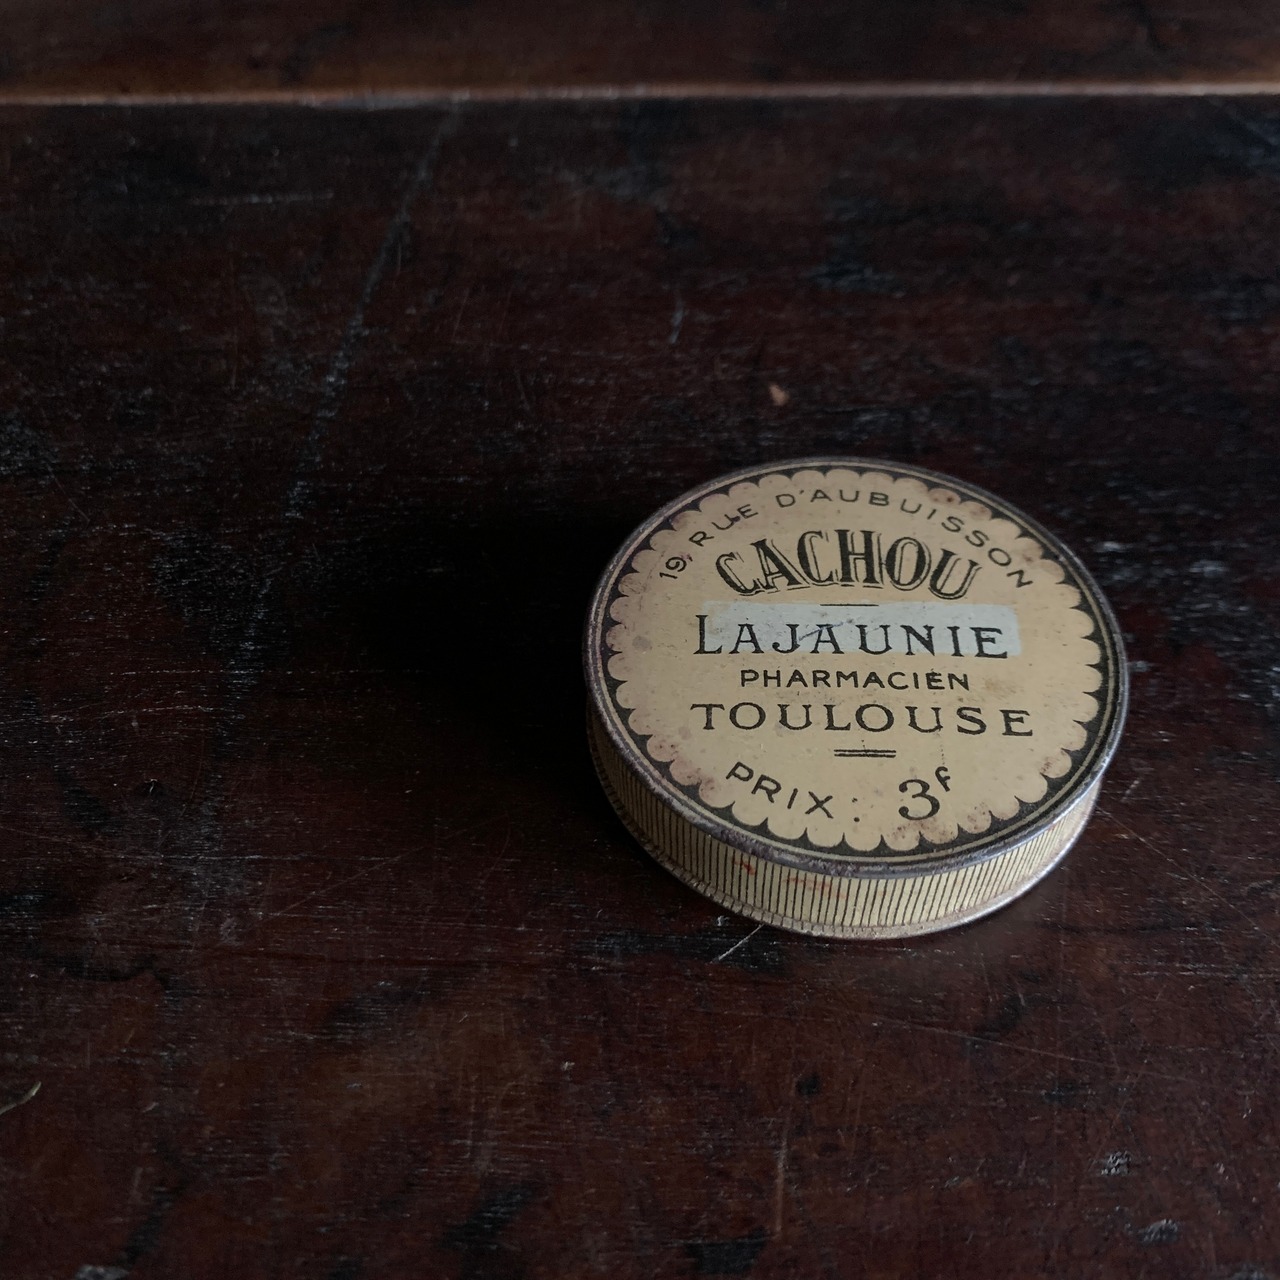 19, RUE D'AUBUISSON
CACHOU
LAJAUNIE
PHARMACIEN
TOULOUSE
PRIX: 3f